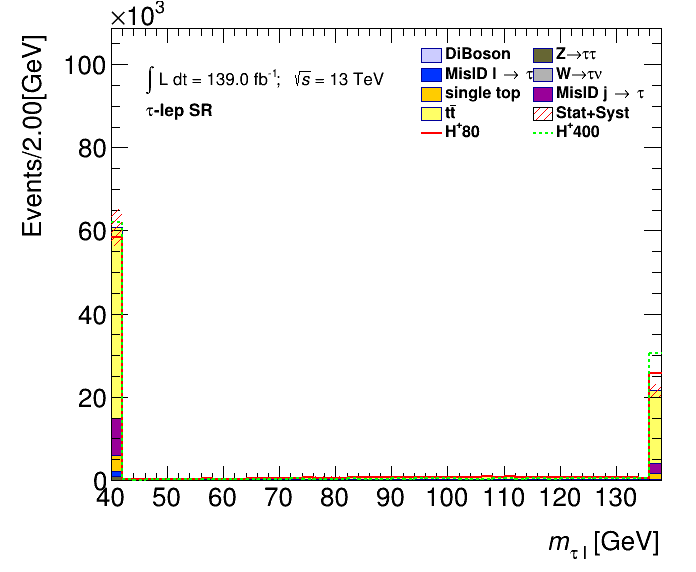 ×10³
Events/2.00[GeV]
100
80
60
40
20
0
∫ L dt = 139.0 fb⁻¹; √s = 13 TeV
τ-lep SR
DiBoson
Z→ττ
MisID l → τ
W→τν
single top
MisID j → τ
tt̄
Stat+Syst
H⁺80
H⁺400
40 50 60 70 80 90 100 110 120 130
m_τ l [GeV]